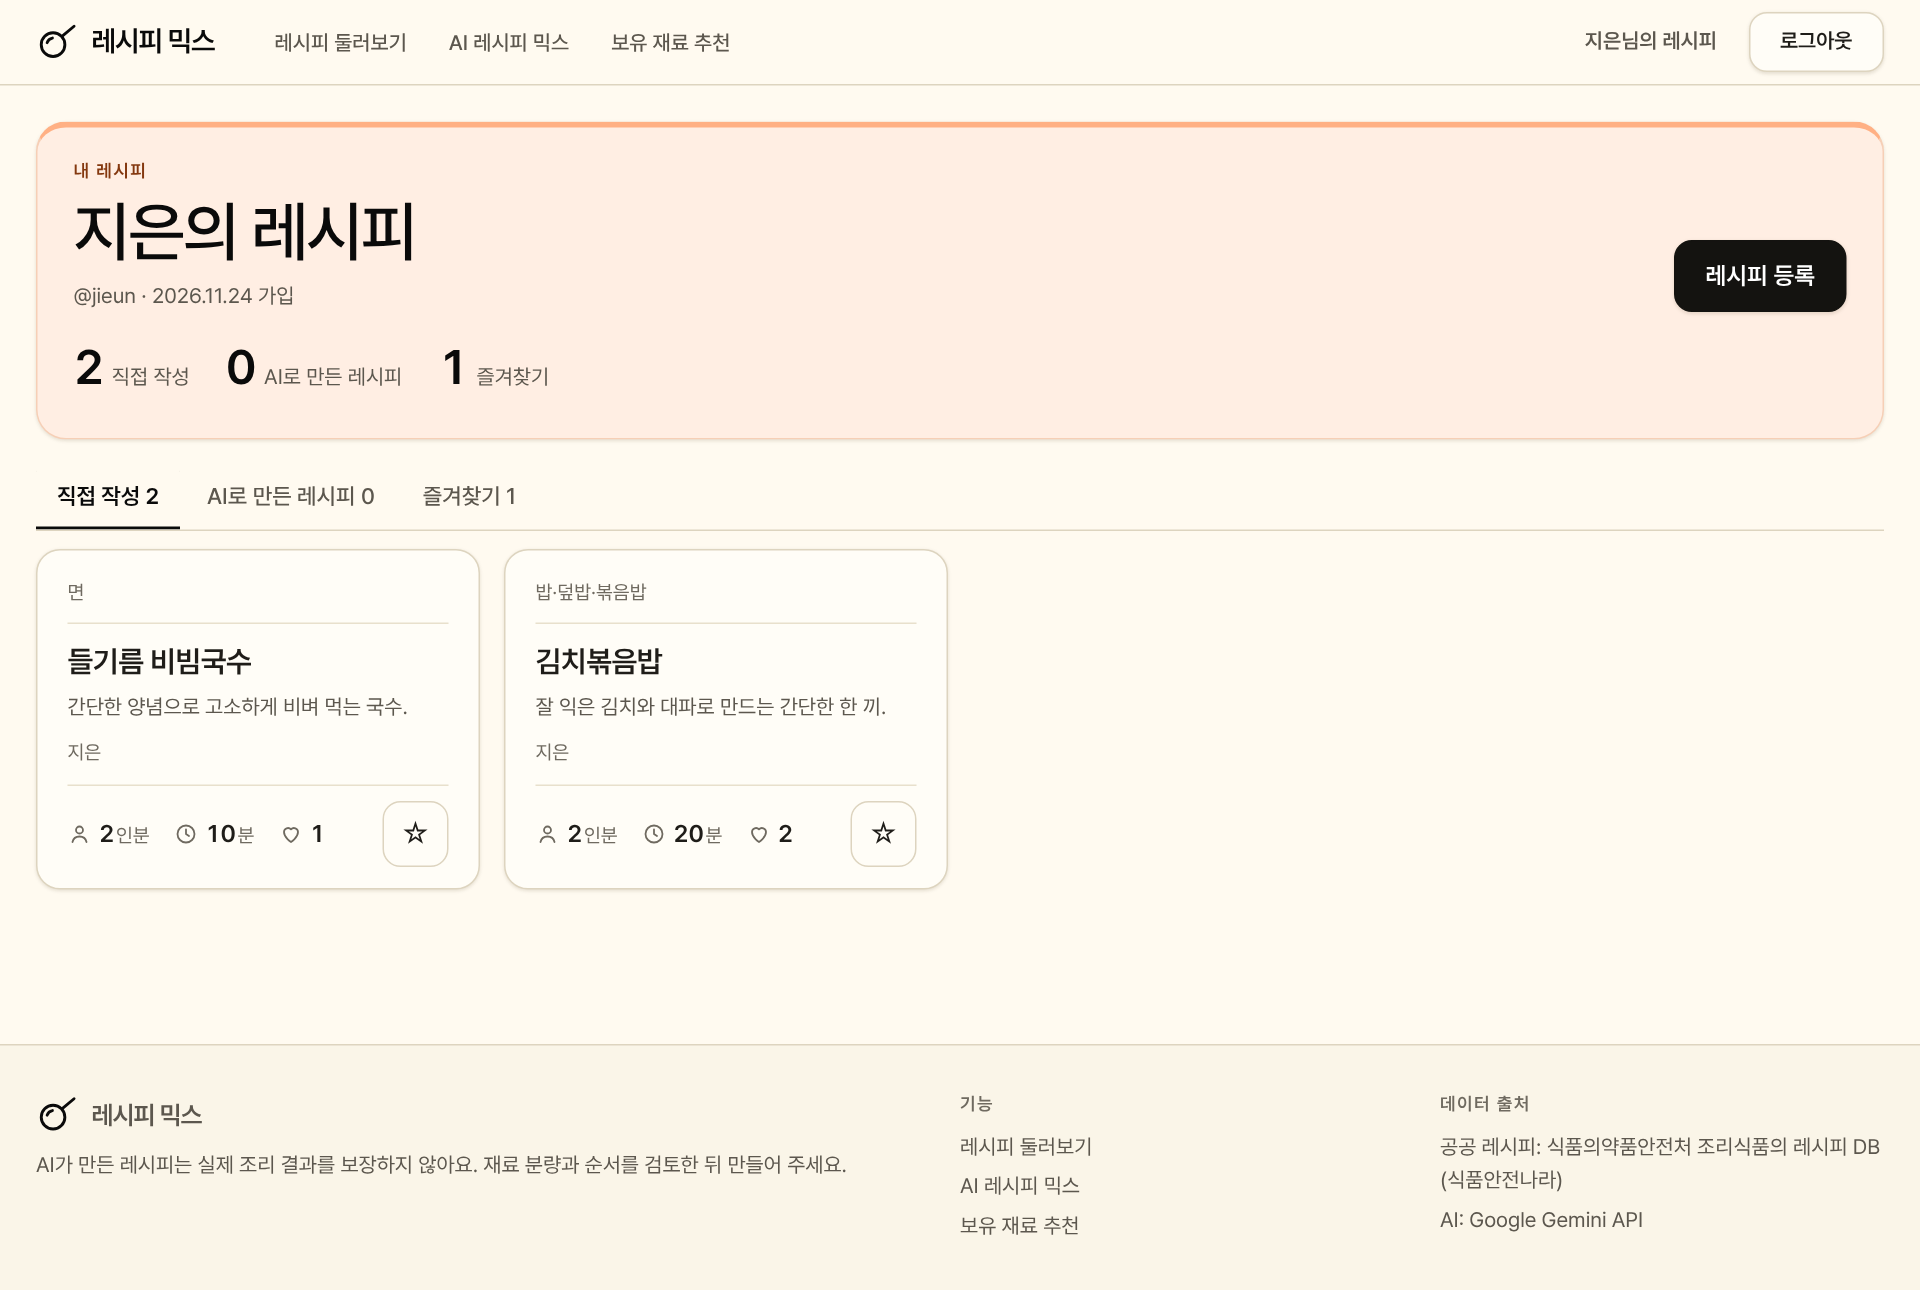 레시피 믹스
레시피 둘러보기
AI 레시피 믹스
보유 재료 추천
지은님의 레시피
로그아웃
내 레시피
지은의 레시피
@jieun · 2026.11.24 가입
2 직접 작성 0 AI로 만든 레시피 1 즐겨찾기
레시피 등록
직접 작성 2
AI로 만든 레시피 0
즐겨찾기 1
면
들기름 비빔국수
간단한 양념으로 고소하게 비벼 먹는 국수.
지은
2인분 10분 1
밥·덮밥·볶음밥
김치볶음밥
잘 익은 김치와 대파로 만드는 간단한 한 끼.
지은
2인분 20분 2
레시피 믹스
AI가 만든 레시피는 실제 조리 결과를 보장하지 않아요. 재료 분량과 순서를 검토한 뒤 만들어 주세요.
기능
레시피 둘러보기
AI 레시피 믹스
보유 재료 추천
데이터 출처
공공 레시피: 식품의약품안전처 조리식품의 레시피 DB
(식품안전나라)
AI: Google Gemini API